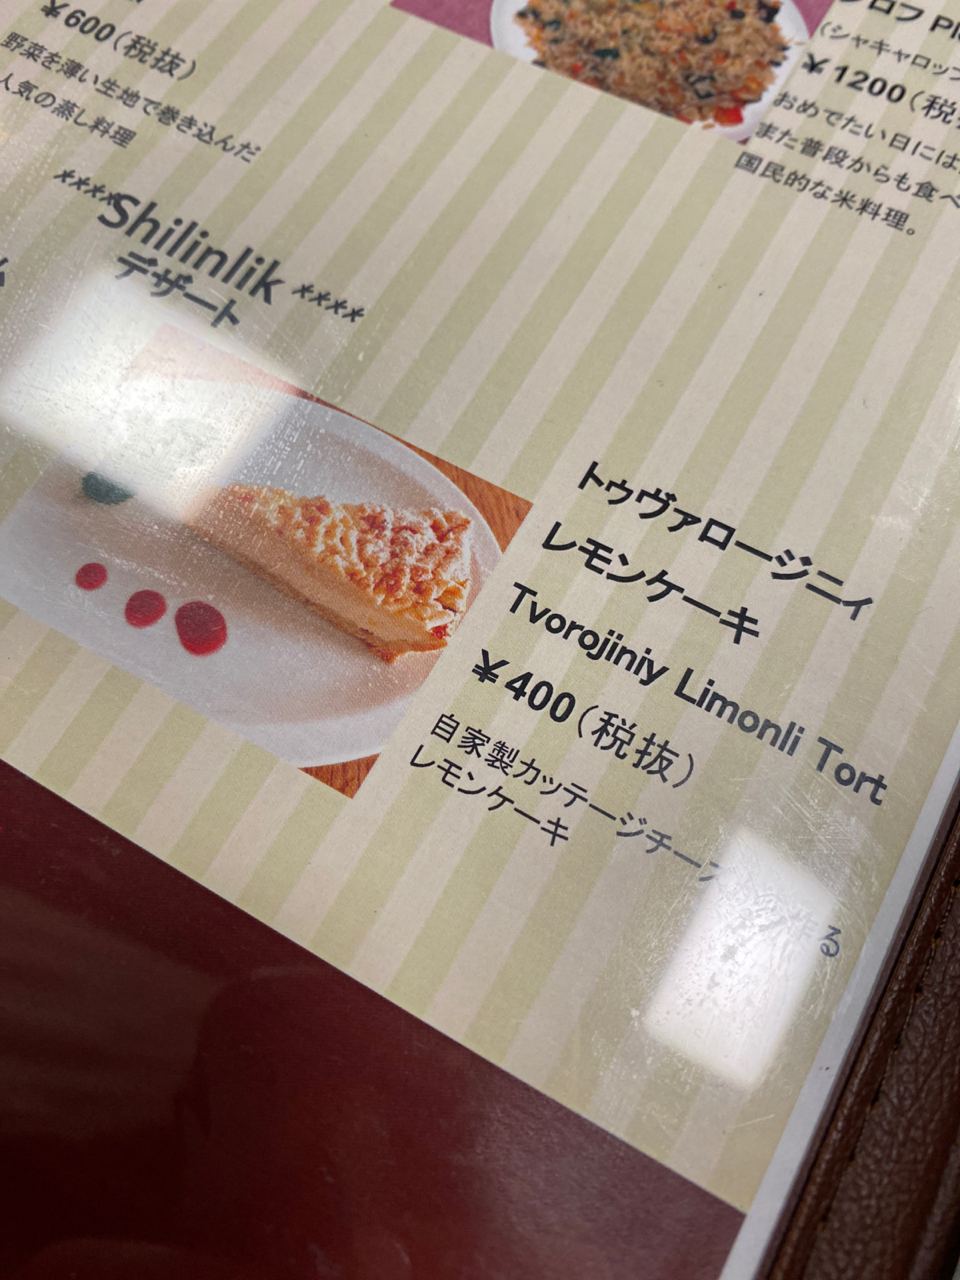 ¥600(税抜)
野菜を薄い生地で巻き込んだ
人気の蒸し料理
****Shilinlik****
デザート
トゥヴァロージニィ
レモンケーキ
Tvorojiniy Limonli Tort
¥400(税抜)
自家製カッテージチーズ る
レモンケーキ
プロフ
(シャキャロップ
¥1200(税
おめでたい日には
また普段からも食べ
国民的な米料理。